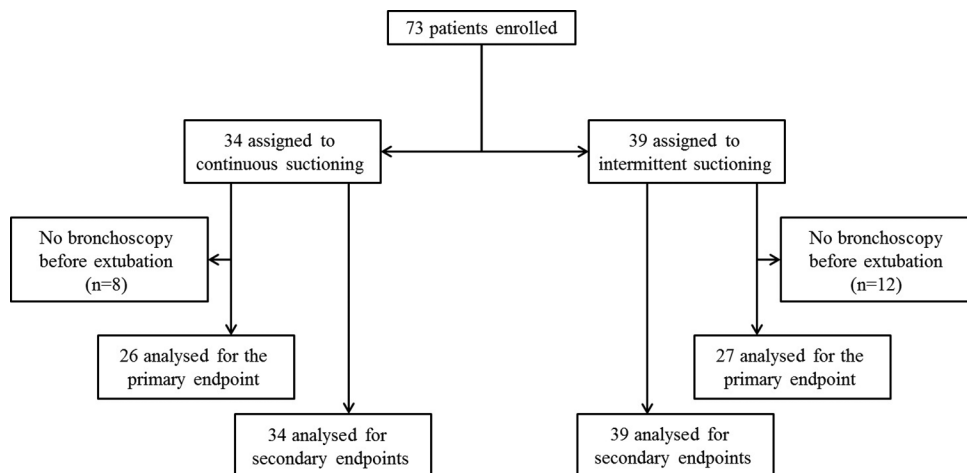 73 patients enrolled
34 assigned to
continuous suctioning
39 assigned to
intermittent suctioning
No bronchoscopy
before extubation
(n=8)
No bronchoscopy
before extubation
(n=12)
26 analysed for the
primary endpoint
27 analysed for the
primary endpoint
34 analysed for
secondary endpoints
39 analysed for
secondary endpoints